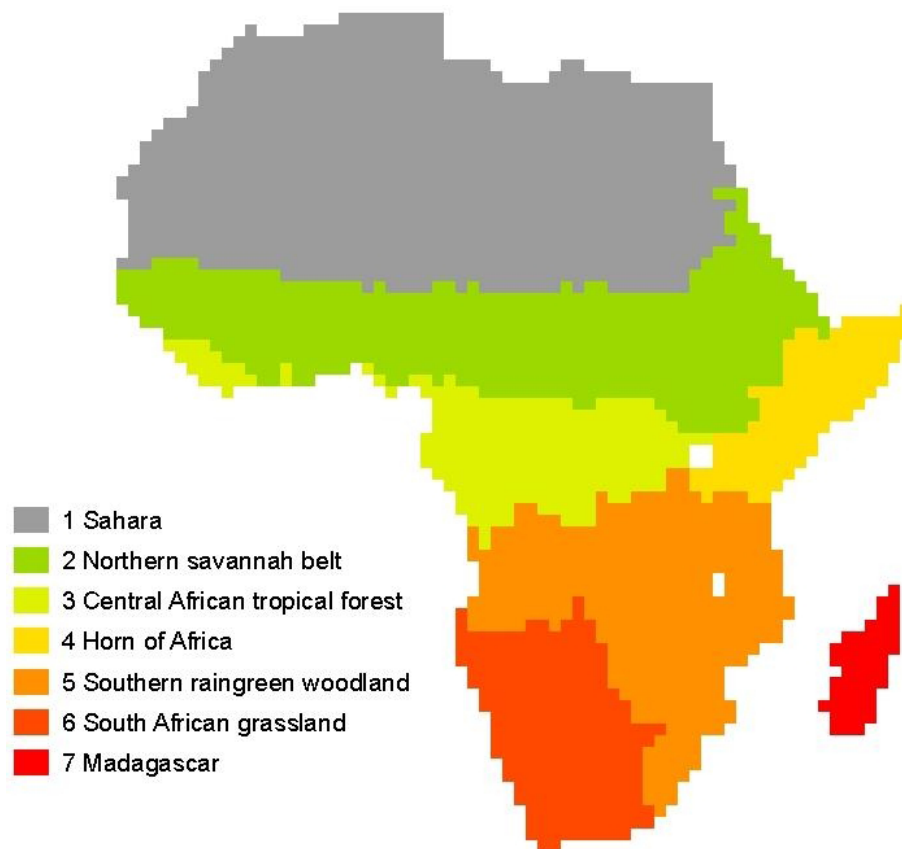 1 Sahara
2 Northern savannah belt
3 Central African tropical forest
4 Horn of Africa
5 Southern raingreen woodland
6 South African grassland
7 Madagascar